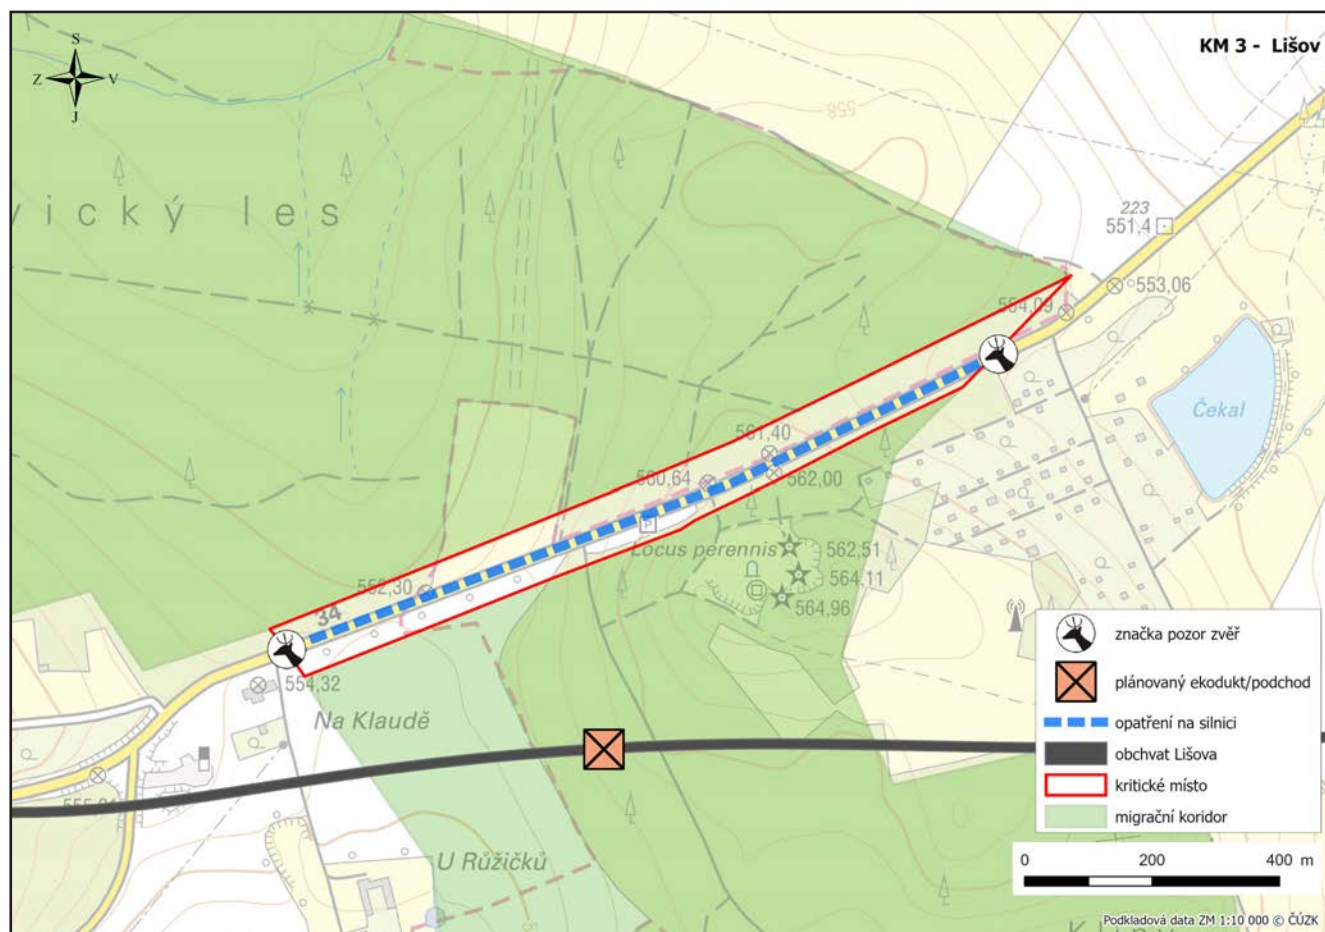 KM 3 - Lišov
S
Z V
J
558
vický les
223
551,4
553,06
554,09
Čekal
561,40
560,64
562,00
P
Locus perennis
562,51
564,11
564,96
552,30
34
554,32
Na Klaudě
U Růžičků
značka pozor zvěř
plánovaný ekodukt/podchod
opatření na silnici
obchvat Lišova
kritické místo
migrační koridor
0 200 400 m
Podkladová data ZM 1:10 000 © ČÚZK